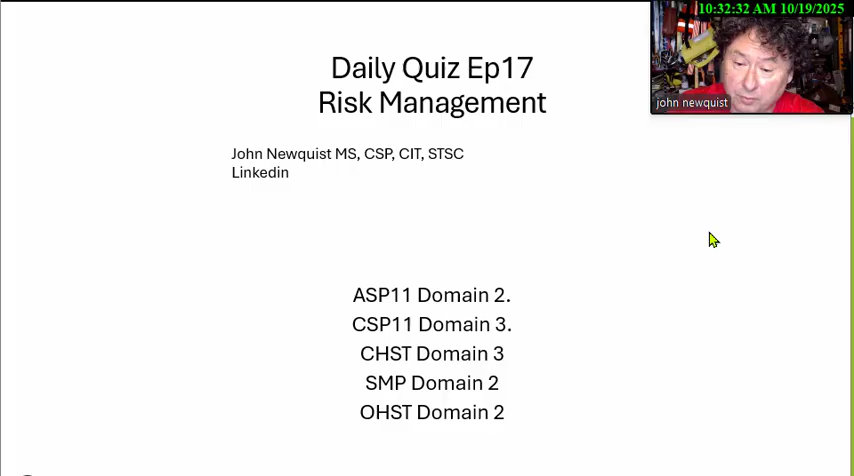 10:32:32 AM 10/19/2025
Daily Quiz Ep17
Risk Management
john newquist
John Newquist MS, CSP, CIT, STSC
Linkedin
ASP11 Domain 2.
CSP11 Domain 3.
CHST Domain 3
SMP Domain 2
OHST Domain 2